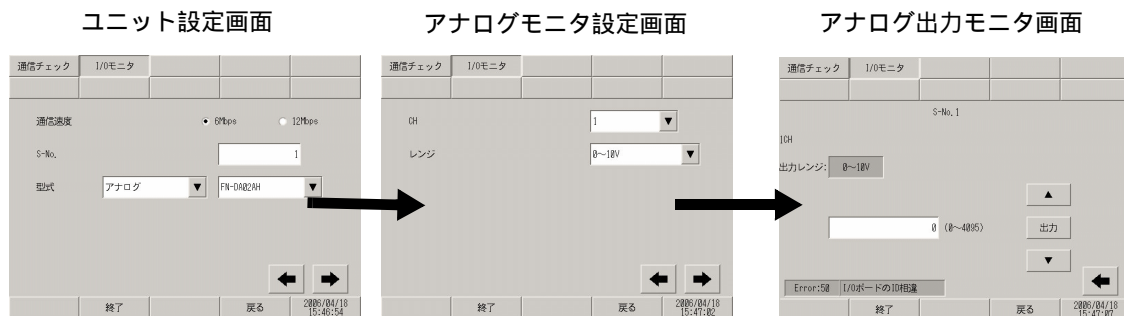 ユニット設定画面
通信チェック I/Oモニタ
通信速度 6Mbps 12Mbps
S-No. 1
型式 アナログ FN-DA02AH
終了 戻る 2006/04/18
15:46:54
アナログモニタ設定画面
通信チェック I/Oモニタ
CH 1
レンジ 0～10V
終了 戻る 2006/04/18
15:47:02
アナログ出力モニタ画面
通信チェック I/Oモニタ
S-No.1
1CH
出力レンジ: 0～10V
▲
0 (0～4095) 出力
▼
Error:50 I/OボードのID相違
終了 戻る 2006/04/18
15:47:07